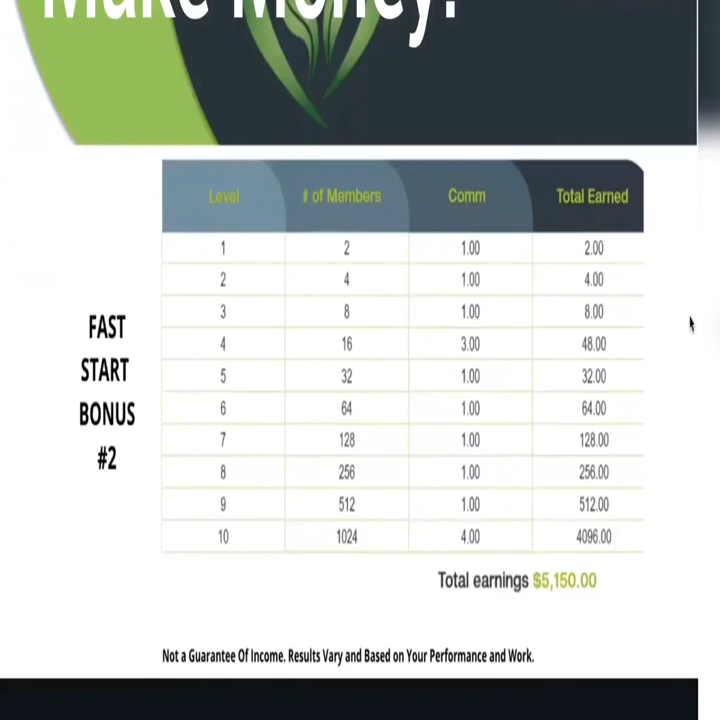 Make Money!
Level # of Members Comm Total Earned
1 2 1.00 2.00
2 4 1.00 4.00
3 8 1.00 8.00
4 16 3.00 48.00
5 32 1.00 32.00
6 64 1.00 64.00
7 128 1.00 128.00
8 256 1.00 256.00
9 512 1.00 512.00
10 1024 4.00 4096.00
FAST
START
BONUS
#2
Total earnings $5,150.00
Not a Guarantee Of Income. Results Vary and Based on Your Performance and Work.